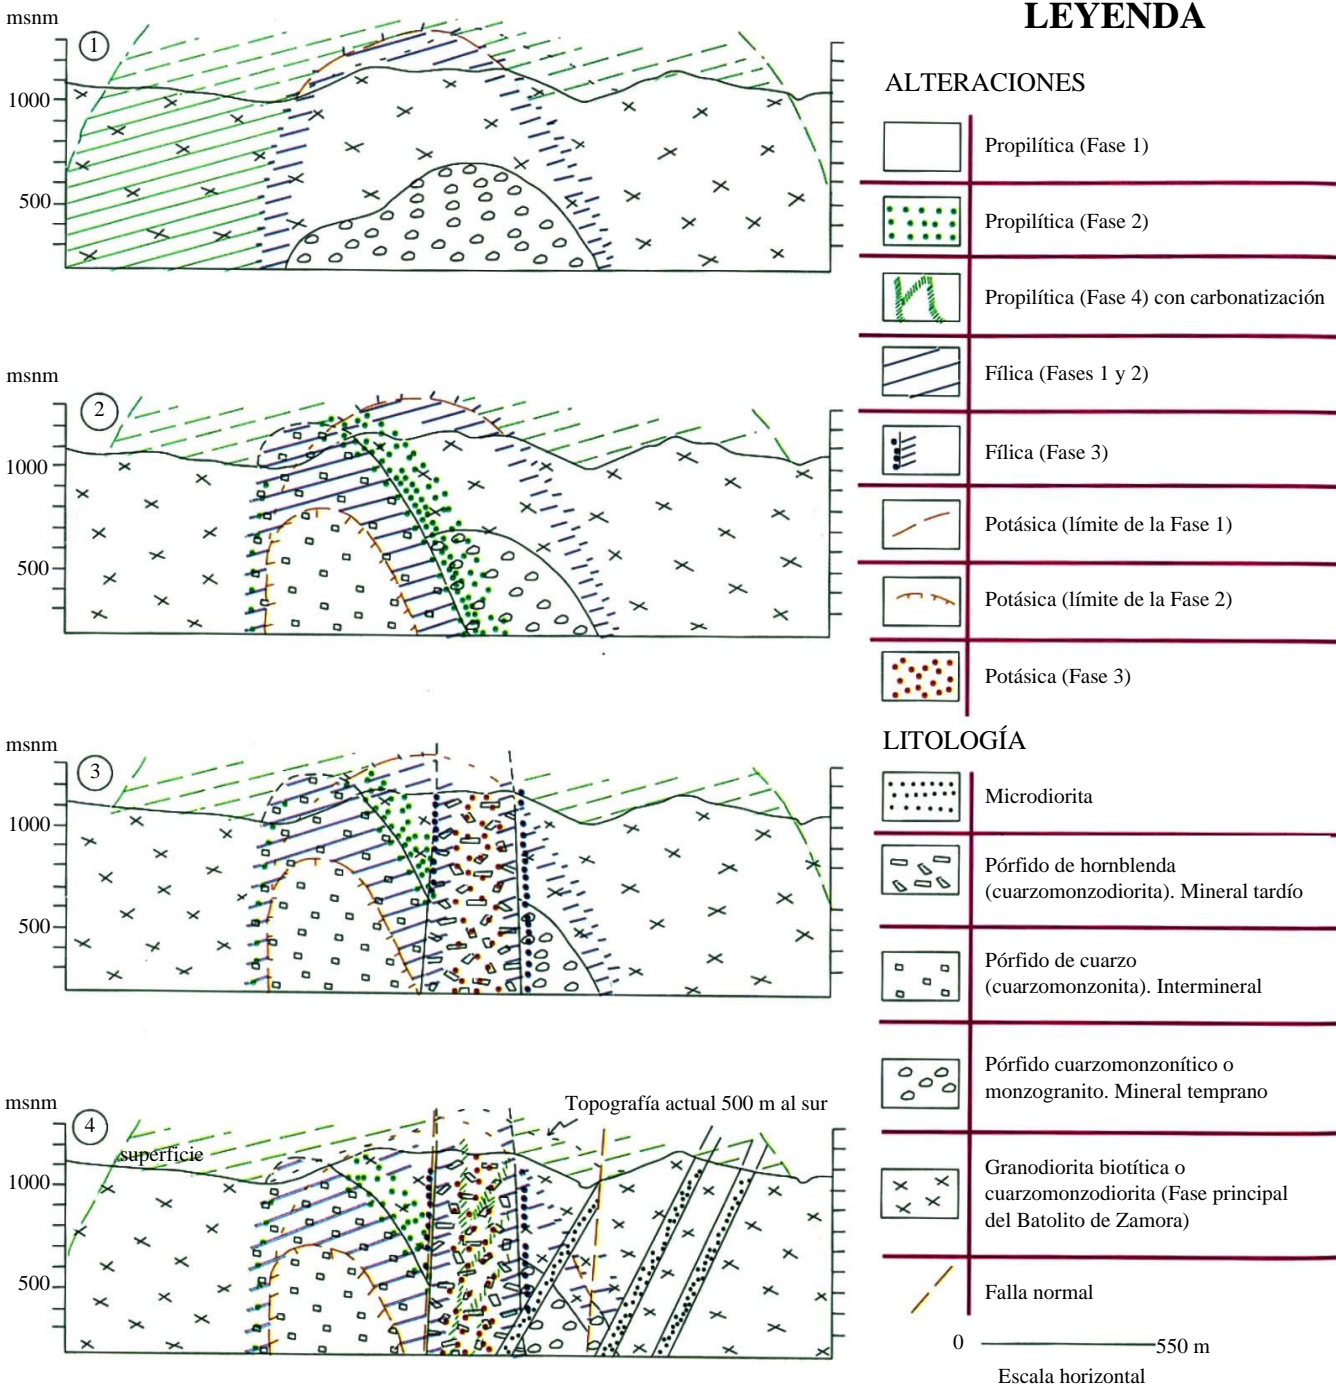 msnm
1
1000
500
msnm
2
1000
500
msnm
3
1000
500
msnm
4
superficie
Topografía actual 500 m al sur
1000
500
LEYENDA
ALTERACIONES
Propilítica (Fase 1)
Propilítica (Fase 2)
Propilítica (Fase 4) con carbonatización
Fílica (Fases 1 y 2)
Fílica (Fase 3)
Potásica (límite de la Fase 1)
Potásica (límite de la Fase 2)
Potásica (Fase 3)
LITOLOGÍA
Microdiorita
Pórfido de hornblenda
(cuarzomonzodiorita). Mineral tardío
Pórfido de cuarzo
(cuarzomonzonita). Intermineral
Pórfido cuarzomonzonítico o
monzogranito. Mineral temprano
Granodiorita biotítica o
cuarzomonzodiorita (Fase principal
del Batolito de Zamora)
Falla normal
0 550 m
Escala horizontal